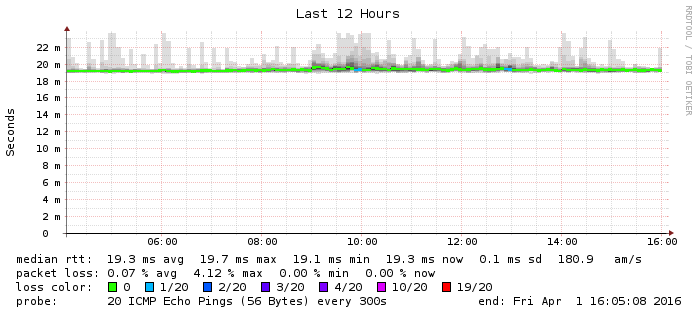 Last 12 Hours
RRDTOOL / TOBI OETIKER
Seconds
22 m
20 m
18 m
16 m
14 m
12 m
10 m
8 m
6 m
4 m
2 m
0
06:00 08:00 10:00 12:00 14:00 16:00
median rtt: 19.3 ms avg 19.7 ms max 19.1 ms min 19.3 ms now 0.1 ms sd 180.9 am/s
packet loss: 0.07 % avg 4.12 % max 0.00 % min 0.00 % now
loss color: 0 1/20 2/20 3/20 4/20 10/20 19/20
probe: 20 ICMP Echo Pings (56 Bytes) every 300s end: Fri Apr 1 16:05:08 2016